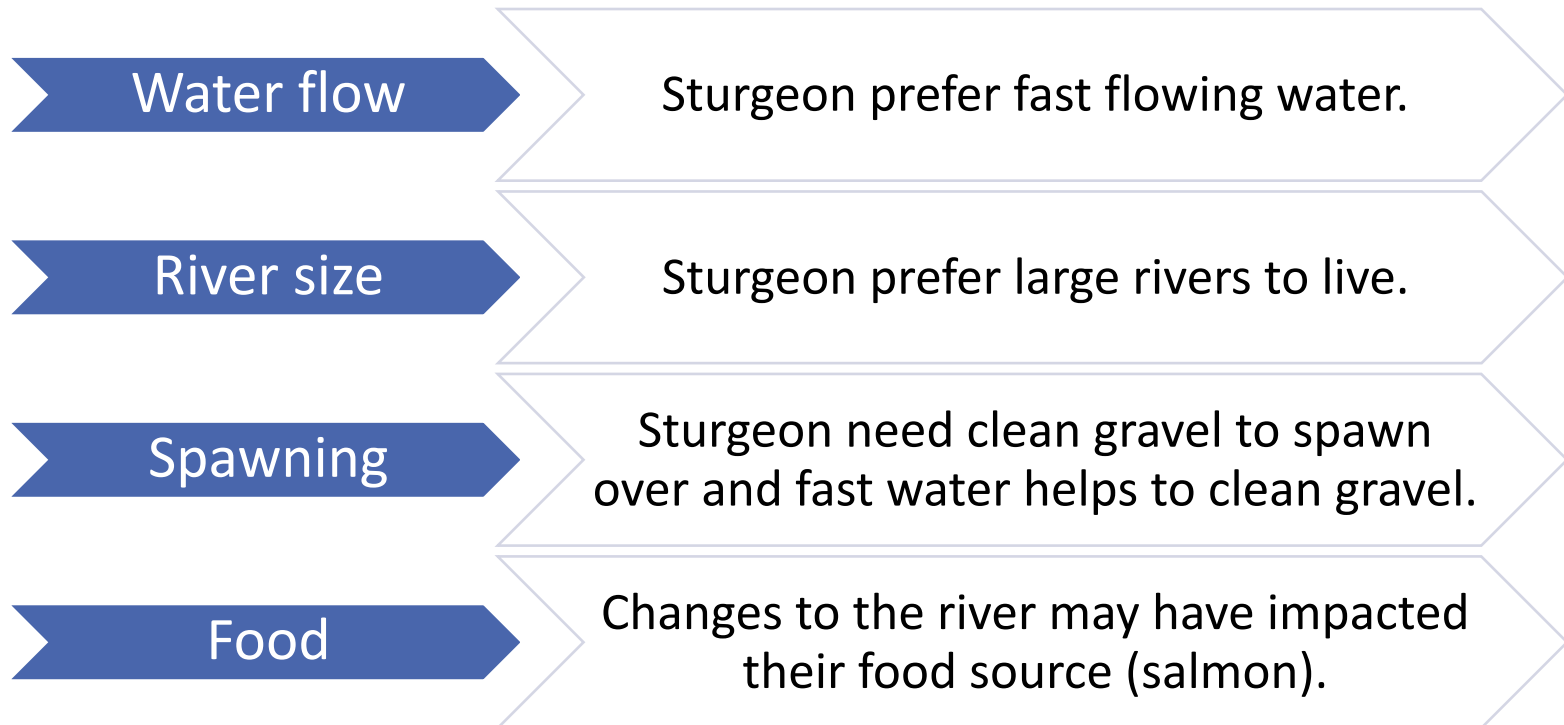 Water flow
Sturgeon prefer fast flowing water.
River size
Sturgeon prefer large rivers to live.
Spawning
Sturgeon need clean gravel to spawn
over and fast water helps to clean gravel.
Food
Changes to the river may have impacted
their food source (salmon).